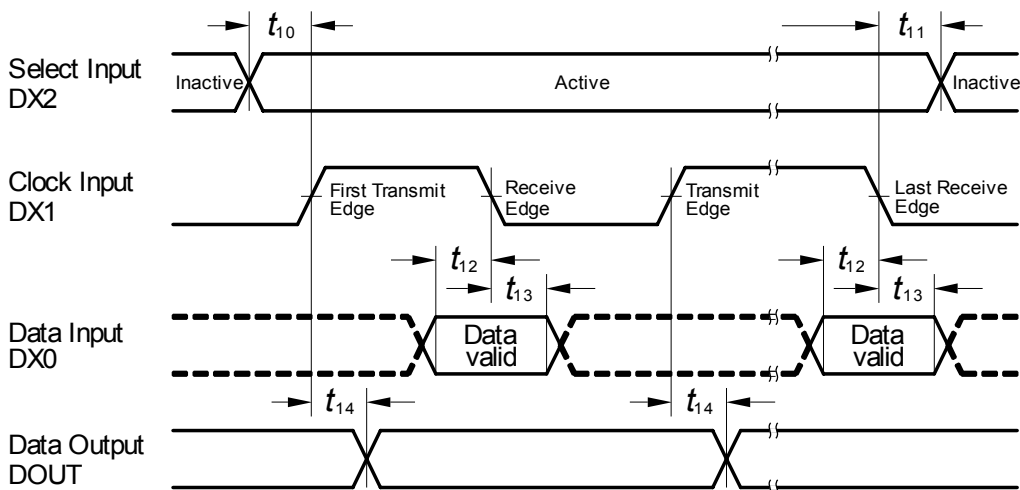 t10
t11
Select Input
DX2
Inactive
Active
Inactive
Clock Input
DX1
First Transmit
Edge
Receive
Edge
Transmit
Edge
Last Receive
Edge
t12
t13
t12
t13
Data Input
DX0
Data
valid
Data
valid
t14
t14
Data Output
DOUT